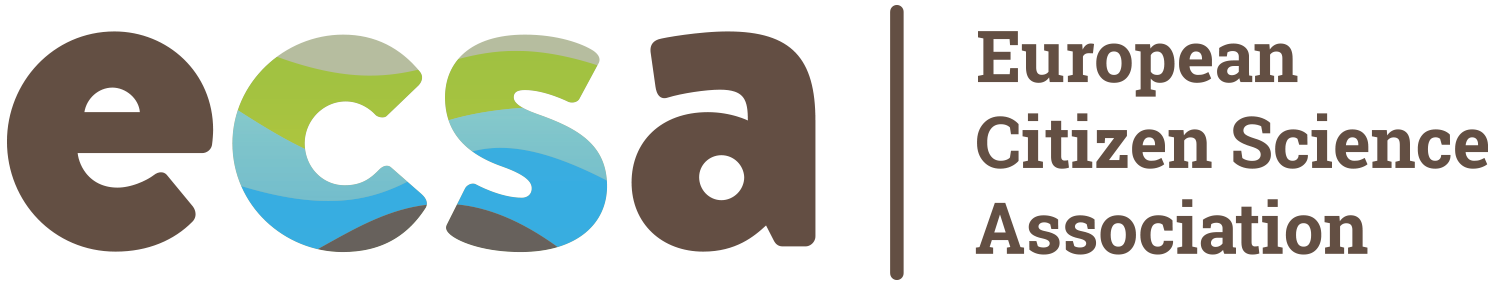 ecsa
European
Citizen Science
Association